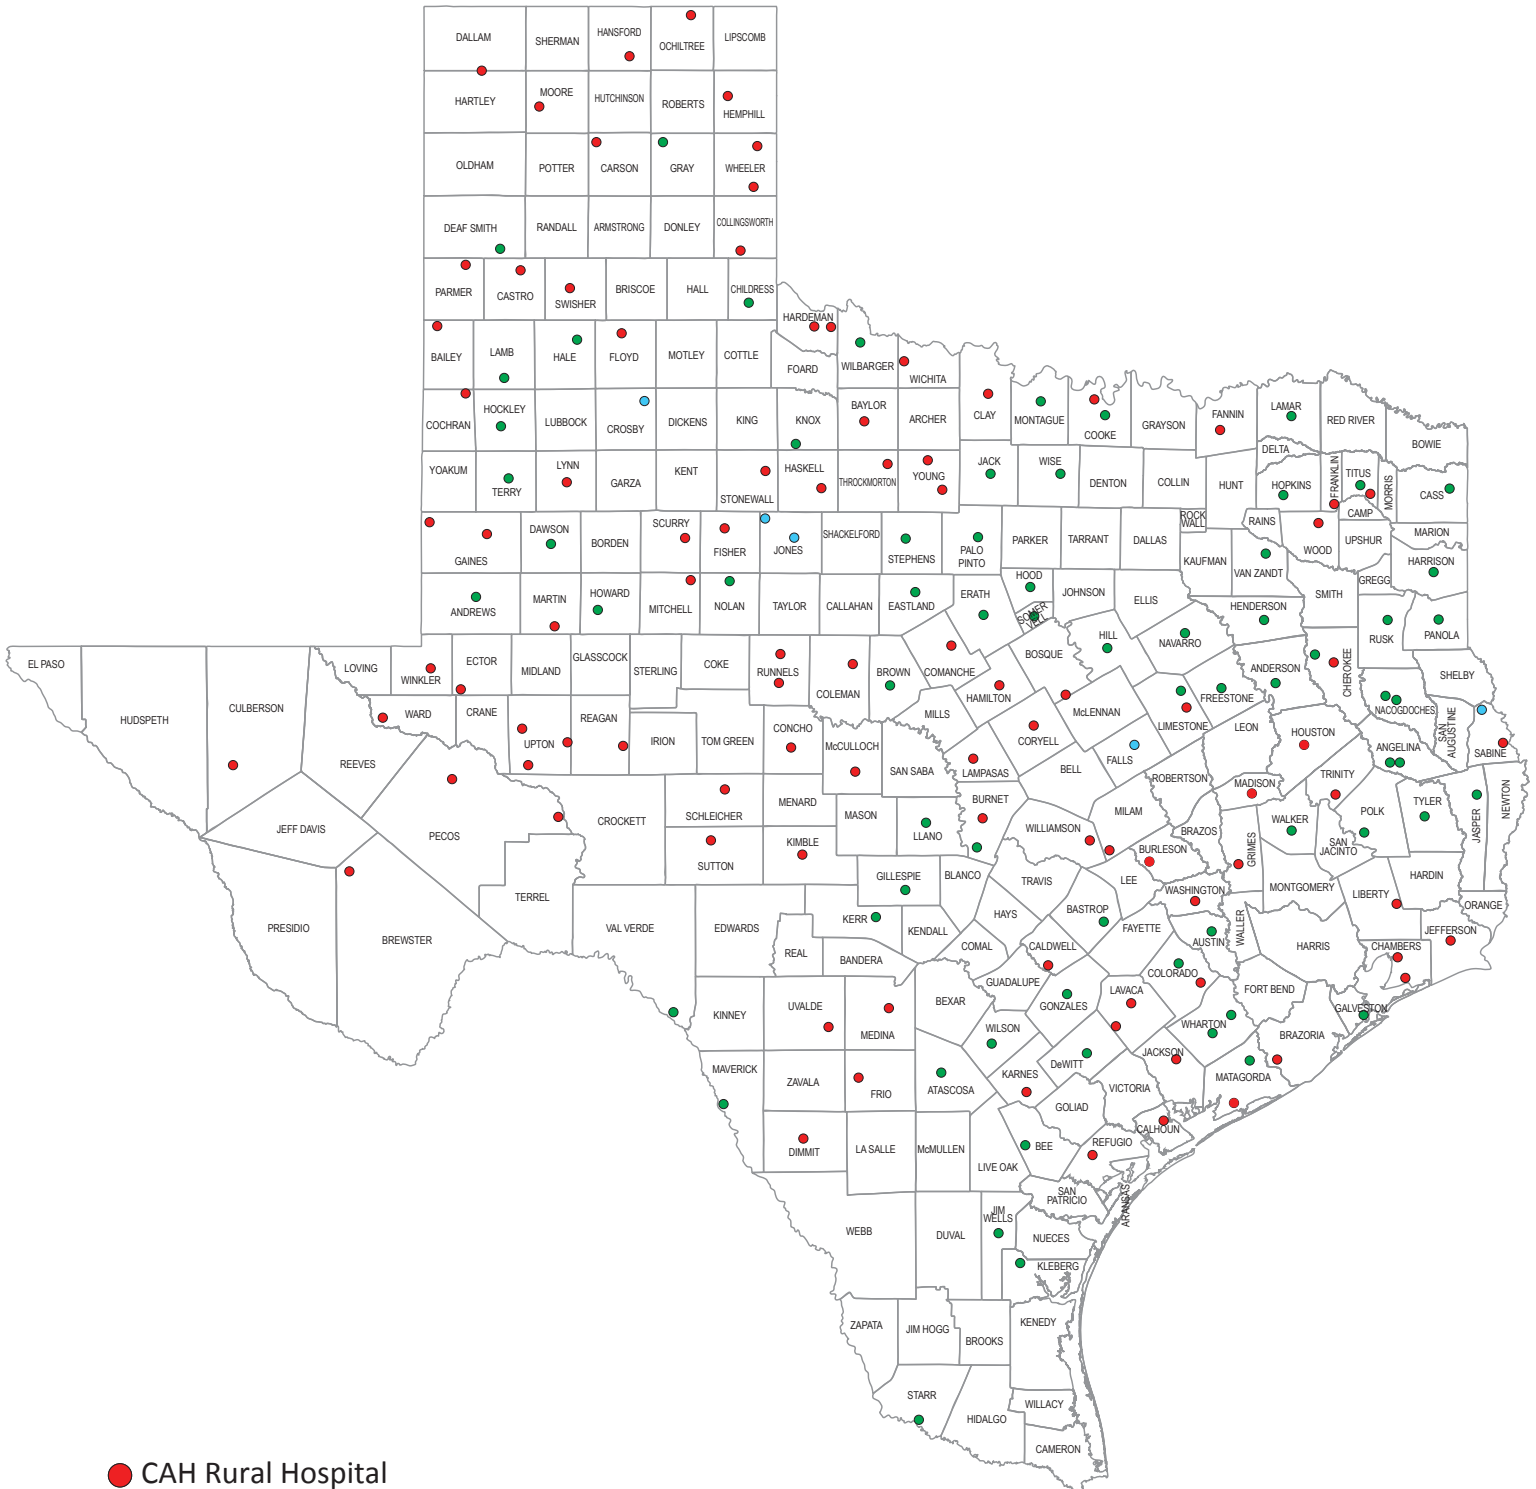 DALLAM
SHERMAN
HANSFORD
OCHILTREE
LIPSCOMB
HARTLEY
MOORE
HUTCHINSON
ROBERTS
HEMPHILL
OLDHAM
POTTER
CARSON
GRAY
WHEELER
DEAF SMITH
RANDALL
ARMSTRONG
DONLEY
COLLINGSWORTH
PARMER
CASTRO
SWISHER
BRISCOE
HALL
CHILDRESS
HARDEMAN
BAILEY
LAMB
HALE
FLOYD
MOTLEY
COTTLE
FOARD
WILBARGER
WICHITA
COCHRAN
HOCKLEY
LUBBOCK
CROSBY
DICKENS
KING
KNOX
BAYLOR
ARCHER
CLAY
MONTAGUE
COOKE
GRAYSON
FANNIN
LAMAR
RED RIVER
BOWIE
DELTA
YOAKUM
TERRY
LYNN
GARZA
KENT
STONEWALL
HASKELL
THROCKMORTON
YOUNG
JACK
WISE
DENTON
COLLIN
HUNT
HOPKINS
FRANKLIN
TITUS
MORRIS
CAMP
CASS
GAINES
DAWSON
BORDEN
SCURRY
FISHER
JONES
SHACKELFORD
STEPHENS
PALO
PINTO
PARKER
TARRANT
DALLAS
ROCK
WALL
RAINS
KAUFMAN
VAN ZANDT
WOOD
UPSHUR
MARION
HARRISON
GREGG
SMITH
ANDREWS
MARTIN
HOWARD
MITCHELL
NOLAN
TAYLOR
CALLAHAN
EASTLAND
ERATH
HOOD
SOMER
VELL
JOHNSON
ELLIS
HENDERSON
RUSK
PANOLA
EL PASO
HUDSPETH
CULBERSON
LOVING
WINKLER
ECTOR
MIDLAND
GLASSCOCK
STERLING
COKE
RUNNELS
COLEMAN
BROWN
COMANCHE
HAMILTON
BOSQUE
HILL
NAVARRO
ANDERSON
CHEROKEE
NACOGDOCHES
SHELBY
SAN
AUGUSTINE
SABINE
WARD
CRANE
UPTON
REAGAN
IRION
TOM GREEN
CONCHO
McCULLOCH
SAN SABA
MILLS
LAMPASAS
CORYELL
McLENNAN
LIMESTONE
FREESTONE
LEON
HOUSTON
ANGELINA
FALLS
BELL
ROBERTSON
MADISON
TRINITY
POLK
TYLER
JASPER
NEWTON
REEVES
JEFF DAVIS
PECOS
TERREL
CROCKETT
SCHLEICHER
SUTTON
MENARD
KIMBLE
MASON
LLANO
BURNET
WILLIAMSON
MILAM
BRAZOS
BURLESON
GRIMES
WALKER
SAN
JACINTO
HARDIN
PRESIDIO
BREWSTER
VAL VERDE
EDWARDS
GILLESPIE
BLANCO
TRAVIS
LEE
WASHINGTON
MONTGOMERY
LIBERTY
ORANGE
KERR
KENDALL
HAYS
BASTROP
FAYETTE
AUSTIN
WALLER
HARRIS
JEFFERSON
CHAMBERS
REAL
BANDERA
COMAL
CALDWELL
GUADALUPE
GONZALES
LAVACA
COLORADO
FORT BEND
GALVESTON
KINNEY
UVALDE
MEDINA
BEXAR
WILSON
DeWITT
JACKSON
WHARTON
BRAZORIA
MATAGORDA
MAVERICK
ZAVALA
FRIO
ATASCOSA
KARNES
GOLIAD
VICTORIA
CALHOUN
DIMMIT
LA SALLE
McMULLEN
LIVE OAK
BEE
REFUGIO
SAN
PATRICIO
ARANSAS
WEBB
DUVAL
JIM
WELLS
NUECES
KLEBERG
ZAPATA
JIM HOGG
BROOKS
KENEDY
STARR
HIDALGO
WILLACY
CAMERON
CAH Rural Hospital